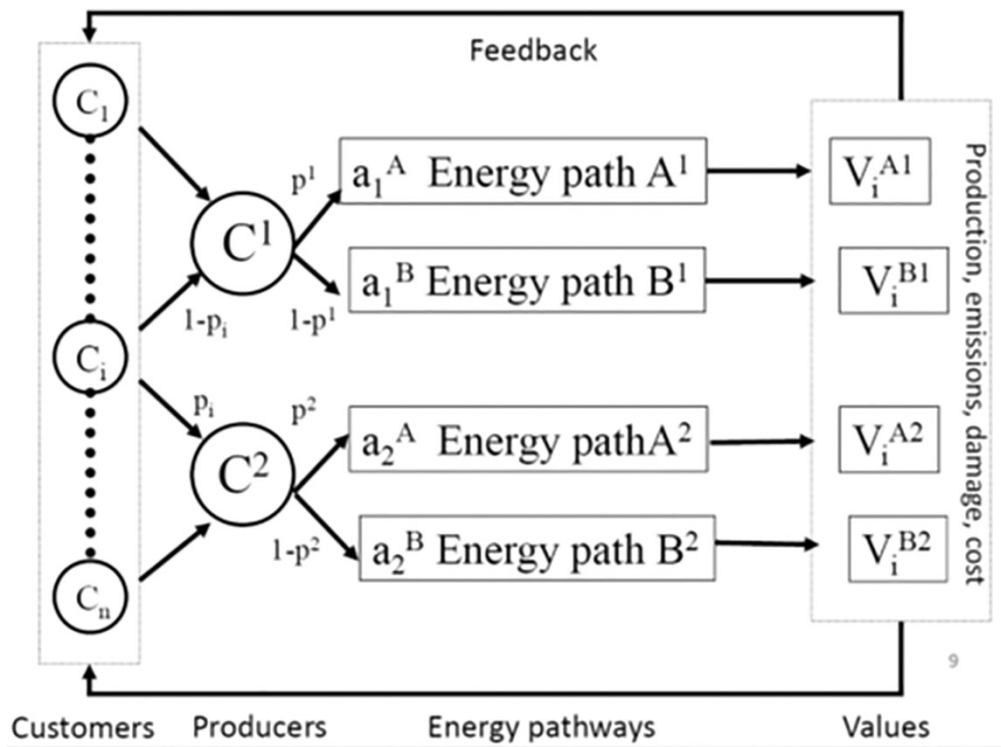 Feedback
C1
Ci
Cn
C1
C2
1-pi
pi
p1
1-p1
p2
1-p2
a1A Energy path A1
a1B Energy path B1
a2A Energy pathA2
a2B Energy path B2
ViA1
ViB1
ViA2
ViB2
Production, emissions, damage, cost
9
Customers Producers Energy pathways Values